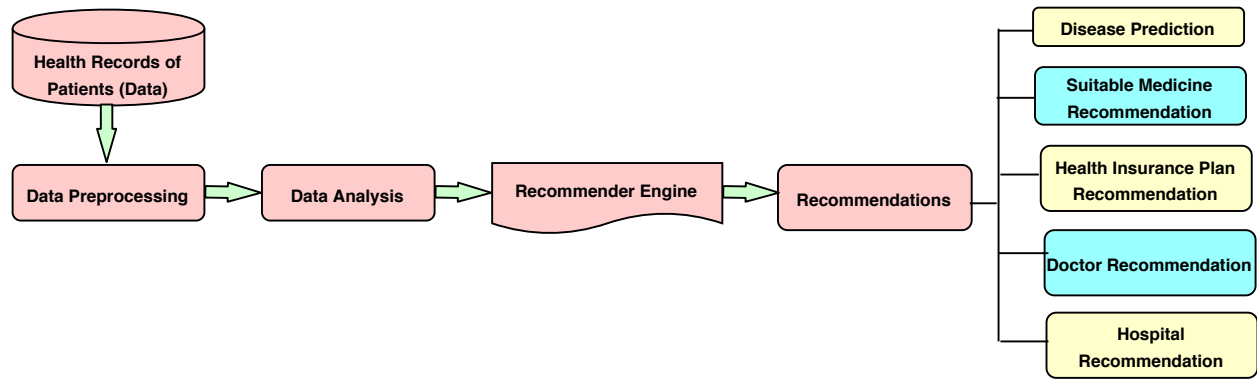 Health Records of
Patients (Data)
Data Preprocessing
Data Analysis
Recommender Engine
Recommendations
Disease Prediction
Suitable Medicine
Recommendation
Health Insurance Plan
Recommendation
Doctor Recommendation
Hospital
Recommendation